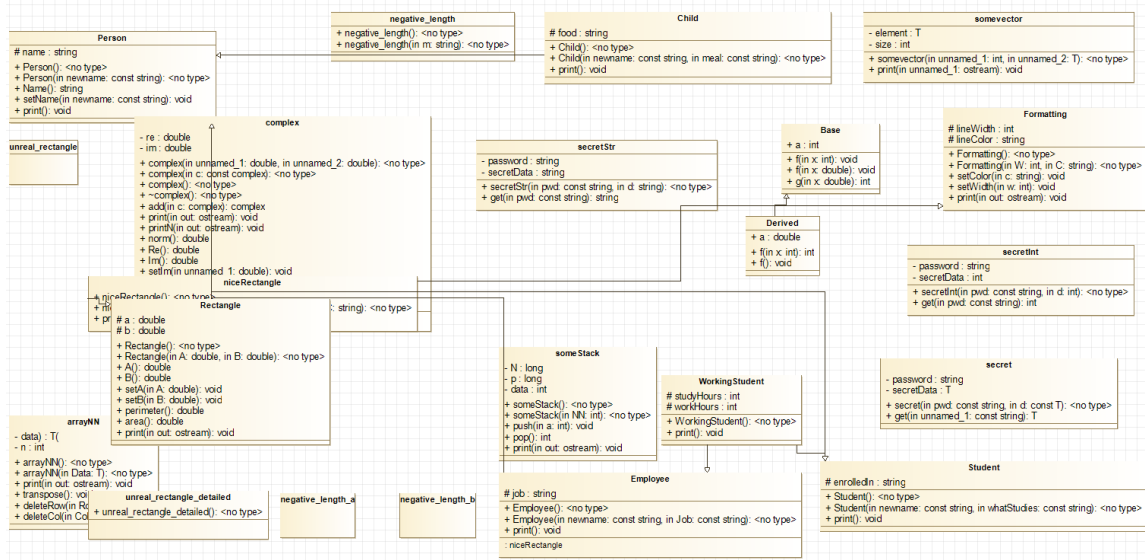 Person
# name : string
+ Person(): <no type>
+ Person(in newname: const string): <no type>
+ Name(): string
+ setName(in newname: const string): void
+ print(): void
negative_length
+ negative_length(): <no type>
+ negative_length(in m: string): <no type>
Child
# food : string
+ Child(): <no type>
+ Child(in newname: const string, in meal: const string): <no type>
+ print(): void
somevector
- element : T
- size : int
+ somevector(in unnamed_1: int, in unnamed_2: T): <no type>
+ print(in unnamed_1: ostream): void
unreal_rectangle
complex
- re : double
- im : double
+ complex(in unnamed_1: double, in unnamed_2: double): <no type>
+ complex(in c: const complex): <no type>
+ complex(): <no type>
+ ~complex(): <no type>
+ add(in c: complex): complex
+ print(in out: ostream): void
+ printN(in out: ostream): void
+ norm(): double
+ Re(): double
+ Im(): double
+ setIm(in unnamed_1: double): void
secretStr
- password : string
- secretData : string
+ secretStr(in pwd: const string, in d: string): <no type>
+ get(in pwd: const string): string
Base
+ a : int
+ f(in x: int): void
+ f(in x: double): void
+ g(in x: double): int
Formatting
# lineWidth : int
# lineColor : string
+ Formatting(): <no type>
+ Formatting(in W: int, in C: string): <no type>
+ setColor(in c: string): void
+ setWidth(in w: int): void
+ print(in out: ostream): void
Derived
+ a : double
+ f(in x: int): int
+ f(): void
secretInt
- password : string
- secretData : int
+ secretInt(in pwd: const string, in d: int): <no type>
+ get(in pwd: const string): int
niceRectangle
+ niceRectangle(): <no type>
string): <no type>
Rectangle
# a : double
# b : double
+ Rectangle(): <no type>
+ Rectangle(in A: double, in B: double): <no type>
+ A(): double
+ B(): double
+ setA(in A: double): void
+ setB(in B: double): void
+ perimeter(): double
+ area(): double
+ print(in out: ostream): void
someStack
- N : long
- p : long
- data : int
+ someStack(): <no type>
+ someStack(in NN: int): <no type>
+ push(in a: int): void
+ pop(): int
+ print(in out: ostream): void
WorkingStudent
# studyHours : int
# workHours : int
+ WorkingStudent(): <no type>
+ print(): void
secret
- password : string
- secretData : T
+ secret(in pwd: const string, in d: const T): <no type>
+ get(in unnamed_1: const string): T
arrayNN
- data) : T(
- n : int
+ arrayNN(): <no type>
+ arrayNN(in Data: T): <no type>
+ print(in out: ostream): void
+ transpose(): voi
+ deleteRow(in Ro
+ deleteCol(in Col
unreal_rectangle_detailed
+ unreal_rectangle_detailed(): <no type>
negative_length_a
negative_length_b
Employee
# job : string
+ Employee(): <no type>
+ Employee(in newname: const string, in Job: const string): <no type>
+ print(): void
: niceRectangle
Student
# enrolledIn : string
+ Student(): <no type>
+ Student(in newname: const string, in whatStudies: const string): <no type>
+ print(): void